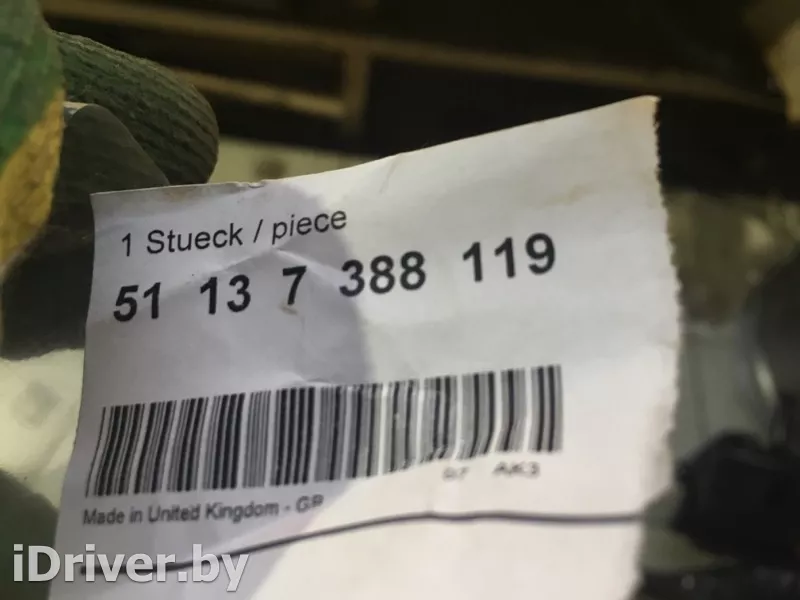 1 Stueck / piece
51 13 7 388 119
07 AK3
Made in United Kingdom - GB
iDriver.by